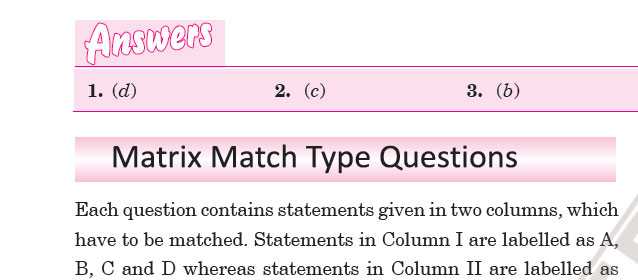 Answers
1. (d) 2. (c) 3. (b)
Matrix Match Type Questions
Each question contains statements given in two columns, which
have to be matched. Statements in Column I are labelled as A,
B, C and D whereas statements in Column II are labelled as